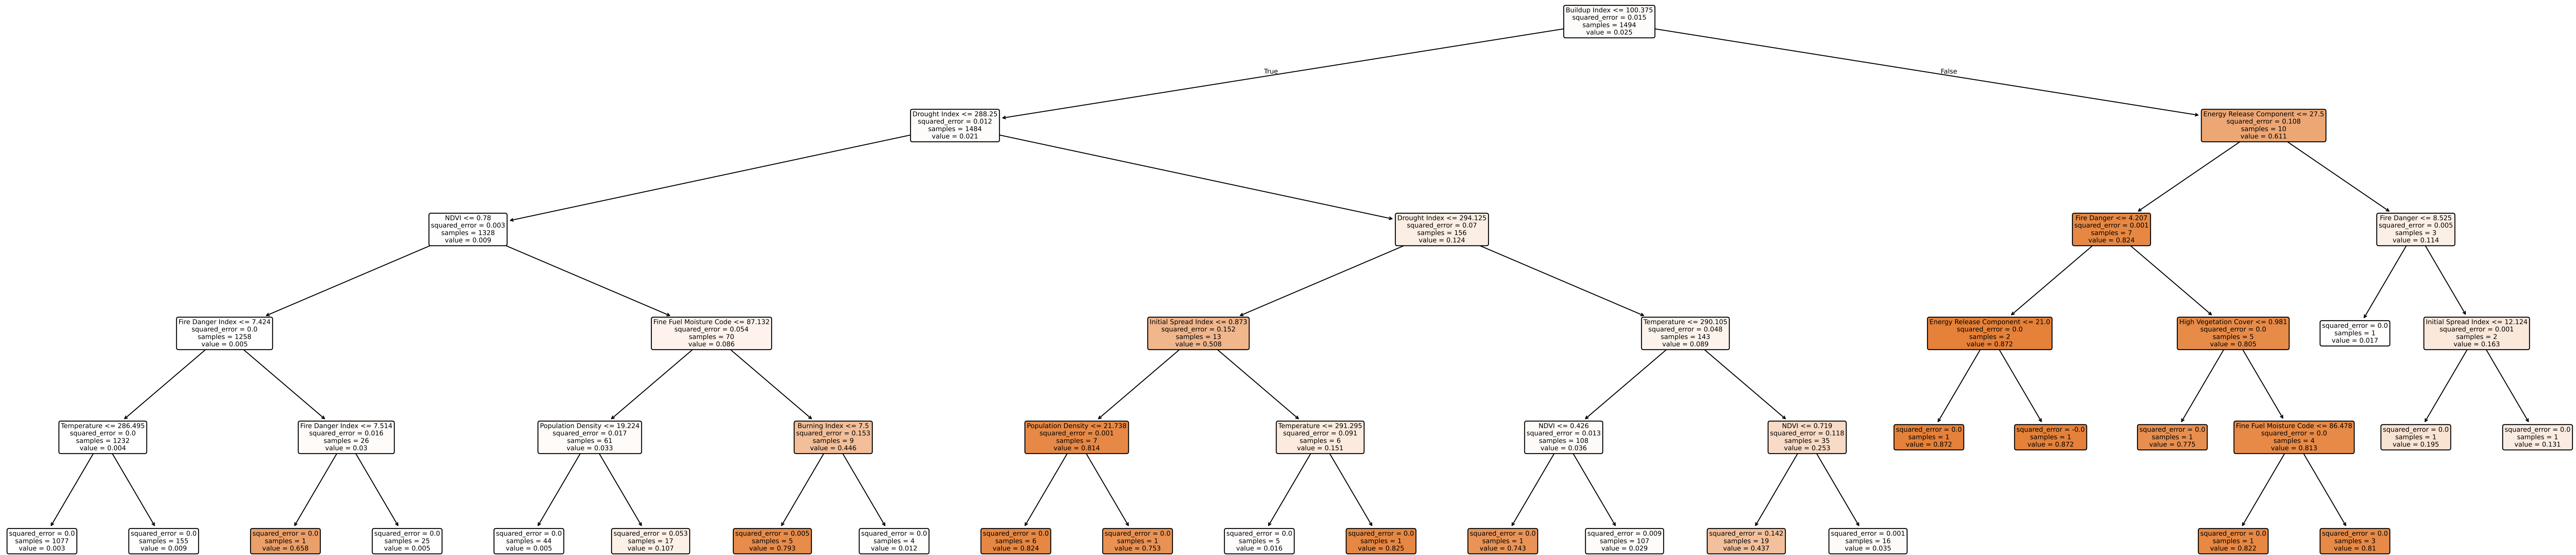 Buildup Index <= 100.375
squared_error = 0.015
samples = 1494
value = 0.025
True
False
Drought Index <= 288.25
squared_error = 0.012
samples = 1484
value = 0.021
Energy Release Component <= 27.5
squared_error = 0.108
samples = 10
value = 0.611
NDVI <= 0.78
squared_error = 0.003
samples = 1328
value = 0.009
Drought Index <= 294.125
squared_error = 0.07
samples = 156
value = 0.124
Fire Danger <= 4.207
squared_error = 0.001
samples = 7
value = 0.824
Fire Danger <= 8.525
squared_error = 0.005
samples = 3
value = 0.114
Fire Danger Index <= 7.424
squared_error = 0.0
samples = 1258
value = 0.005
Fine Fuel Moisture Code <= 87.132
squared_error = 0.054
samples = 70
value = 0.086
Initial Spread Index <= 0.873
squared_error = 0.152
samples = 13
value = 0.508
Temperature <= 290.105
squared_error = 0.048
samples = 143
value = 0.089
Energy Release Component <= 21.0
squared_error = 0.0
samples = 2
value = 0.872
High Vegetation Cover <= 0.981
squared_error = 0.0
samples = 5
value = 0.805
squared_error = 0.0
samples = 1
value = 0.017
Initial Spread Index <= 12.124
squared_error = 0.001
samples = 2
value = 0.163
Temperature <= 286.495
squared_error = 0.0
samples = 1232
value = 0.004
Fire Danger Index <= 7.514
squared_error = 0.016
samples = 26
value = 0.03
Population Density <= 19.224
squared_error = 0.017
samples = 61
value = 0.033
Burning Index <= 7.5
squared_error = 0.153
samples = 9
value = 0.446
Population Density <= 21.738
squared_error = 0.001
samples = 7
value = 0.814
Temperature <= 291.295
squared_error = 0.091
samples = 6
value = 0.151
NDVI <= 0.426
squared_error = 0.013
samples = 108
value = 0.036
NDVI <= 0.719
squared_error = 0.118
samples = 35
value = 0.253
squared_error = 0.0
samples = 1
value = 0.872
squared_error = -0.0
samples = 1
value = 0.872
squared_error = 0.0
samples = 1
value = 0.775
Fine Fuel Moisture Code <= 86.478
squared_error = 0.0
samples = 4
value = 0.813
squared_error = 0.0
samples = 1
value = 0.195
squared_error = 0.0
samples = 1
value = 0.131
squared_error = 0.0
samples = 1077
value = 0.003
squared_error = 0.0
samples = 155
value = 0.009
squared_error = 0.0
samples = 1
value = 0.658
squared_error = 0.0
samples = 25
value = 0.005
squared_error = 0.0
samples = 44
value = 0.005
squared_error = 0.053
samples = 17
value = 0.107
squared_error = 0.005
samples = 5
value = 0.793
squared_error = 0.0
samples = 4
value = 0.012
squared_error = 0.0
samples = 6
value = 0.824
squared_error = 0.0
samples = 1
value = 0.753
squared_error = 0.0
samples = 5
value = 0.016
squared_error = 0.0
samples = 1
value = 0.825
squared_error = 0.0
samples = 1
value = 0.743
squared_error = 0.009
samples = 107
value = 0.029
squared_error = 0.142
samples = 19
value = 0.437
squared_error = 0.001
samples = 16
value = 0.035
squared_error = 0.0
samples = 1
value = 0.822
squared_error = 0.0
samples = 3
value = 0.81